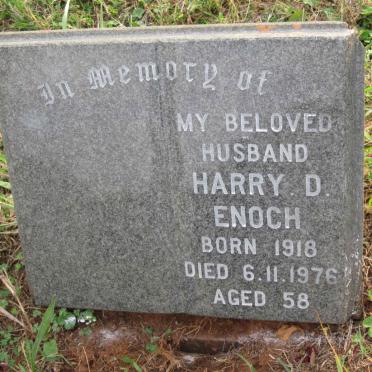 In Memory of
MY BELOVED
HUSBAND
HARRY D.
ENOCH
BORN 1918
DIED 6.11.1976
AGED 58